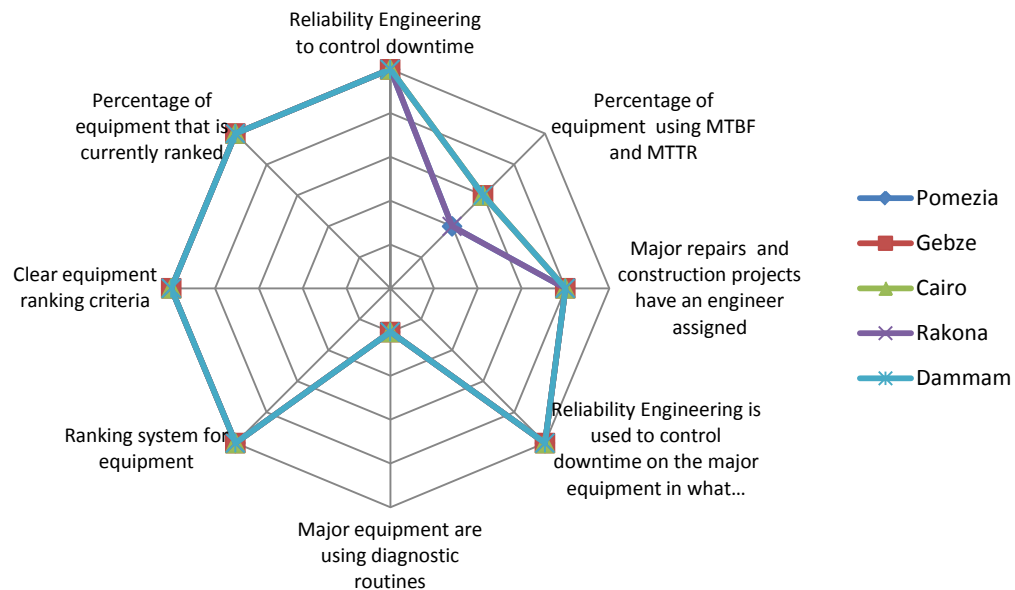 Reliability Engineering
to control downtime
Percentage of
equipment  using MTBF
and MTTR
Major repairs  and
construction projects
have an engineer
assigned
Reliability Engineering is
used to control
downtime on the major
equipment in what…
Major equipment are
using diagnostic
routines
Ranking system for
equipment
Clear equipment
ranking criteria
Percentage of
equipment that is
currently ranked
Pomezia
Gebze
Cairo
Rakona
Dammam